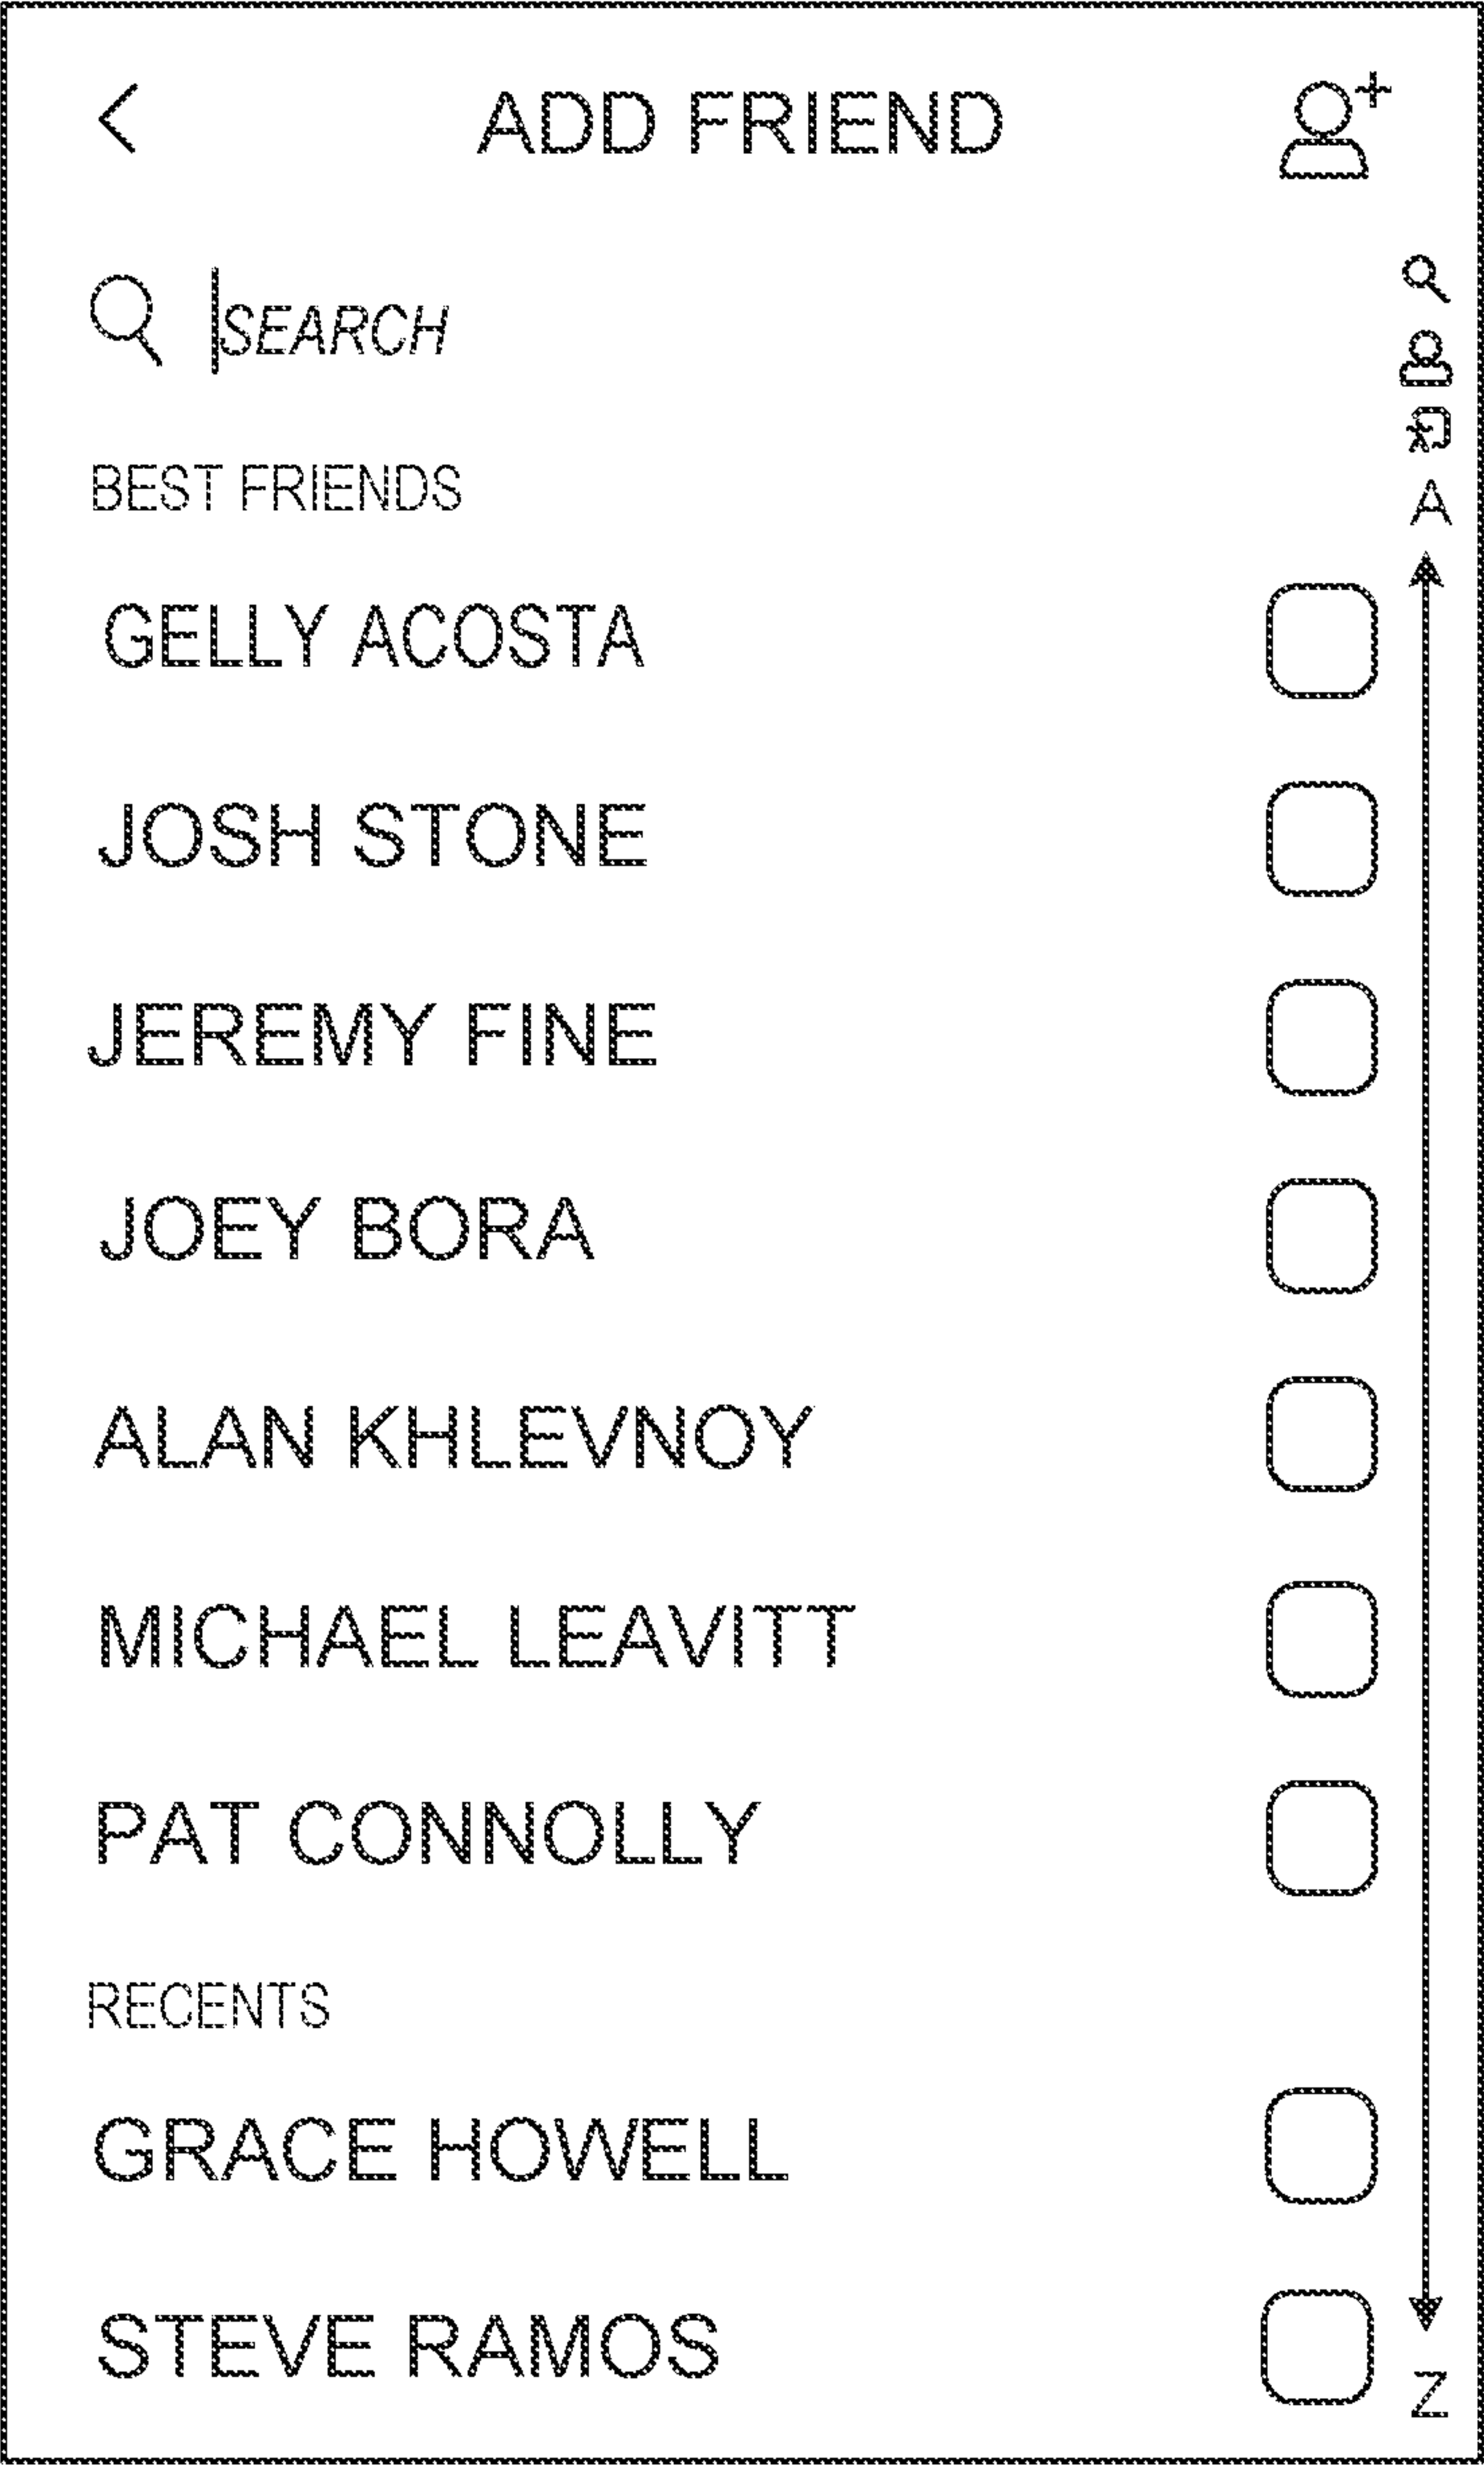 ADD FRIEND
SEARCH
BEST FRIENDS
A
GELLY ACOSTA
JOSH STONE
JEREMY FINE
JOEY BORA
ALAN KHLEVNOY
MICHAEL LEAVITT
PAT CONNOLLY
RECENTS
GRACE HOWELL
STEVE RAMOS
Z